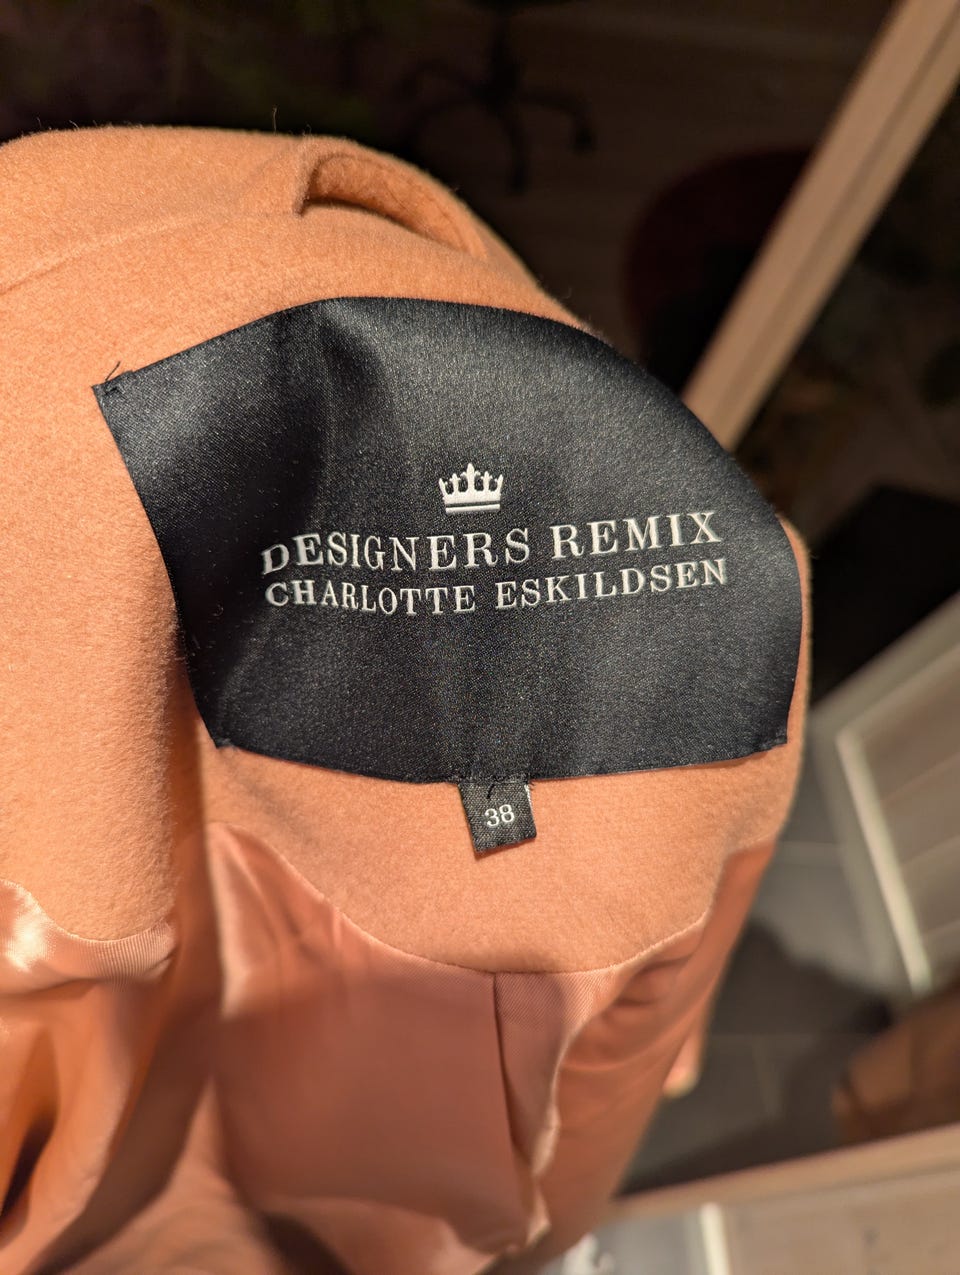 DESIGNERS REMIX
CHARLOTTE ESKILDSEN
38